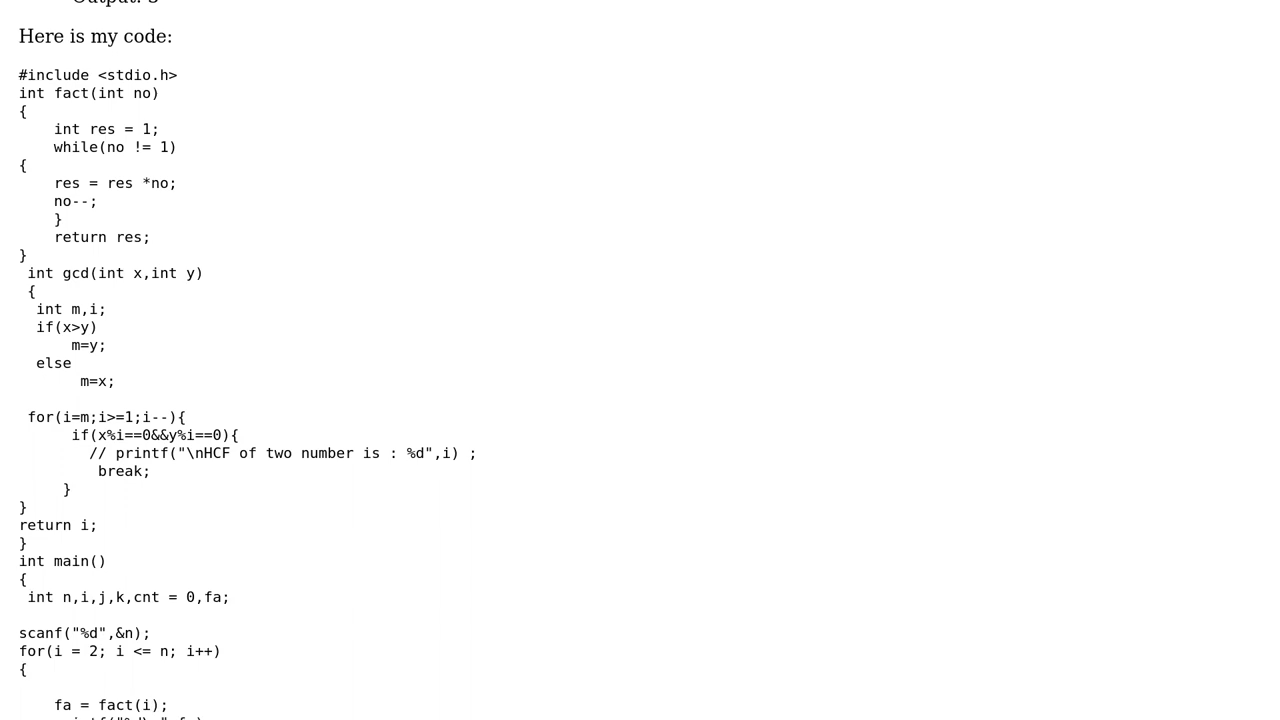 Output: 3
Here is my code:
#include <stdio.h>
int fact(int no)
{
    int res = 1;
    while(no != 1)
{
    res = res *no;
    no--;
    }
    return res;
}
 int gcd(int x,int y)
 {
  int m,i;
  if(x>y)
      m=y;
  else
       m=x;
 for(i=m;i>=1;i--){
      if(x%i==0&&y%i==0){
        // printf("\nHCF of two number is : %d",i) ;
         break;
     }
}
return i;
}
int main()
{
 int n,i,j,k,cnt = 0,fa;
scanf("%d",&n);
for(i = 2; i <= n; i++)
{
    fa = fact(i);